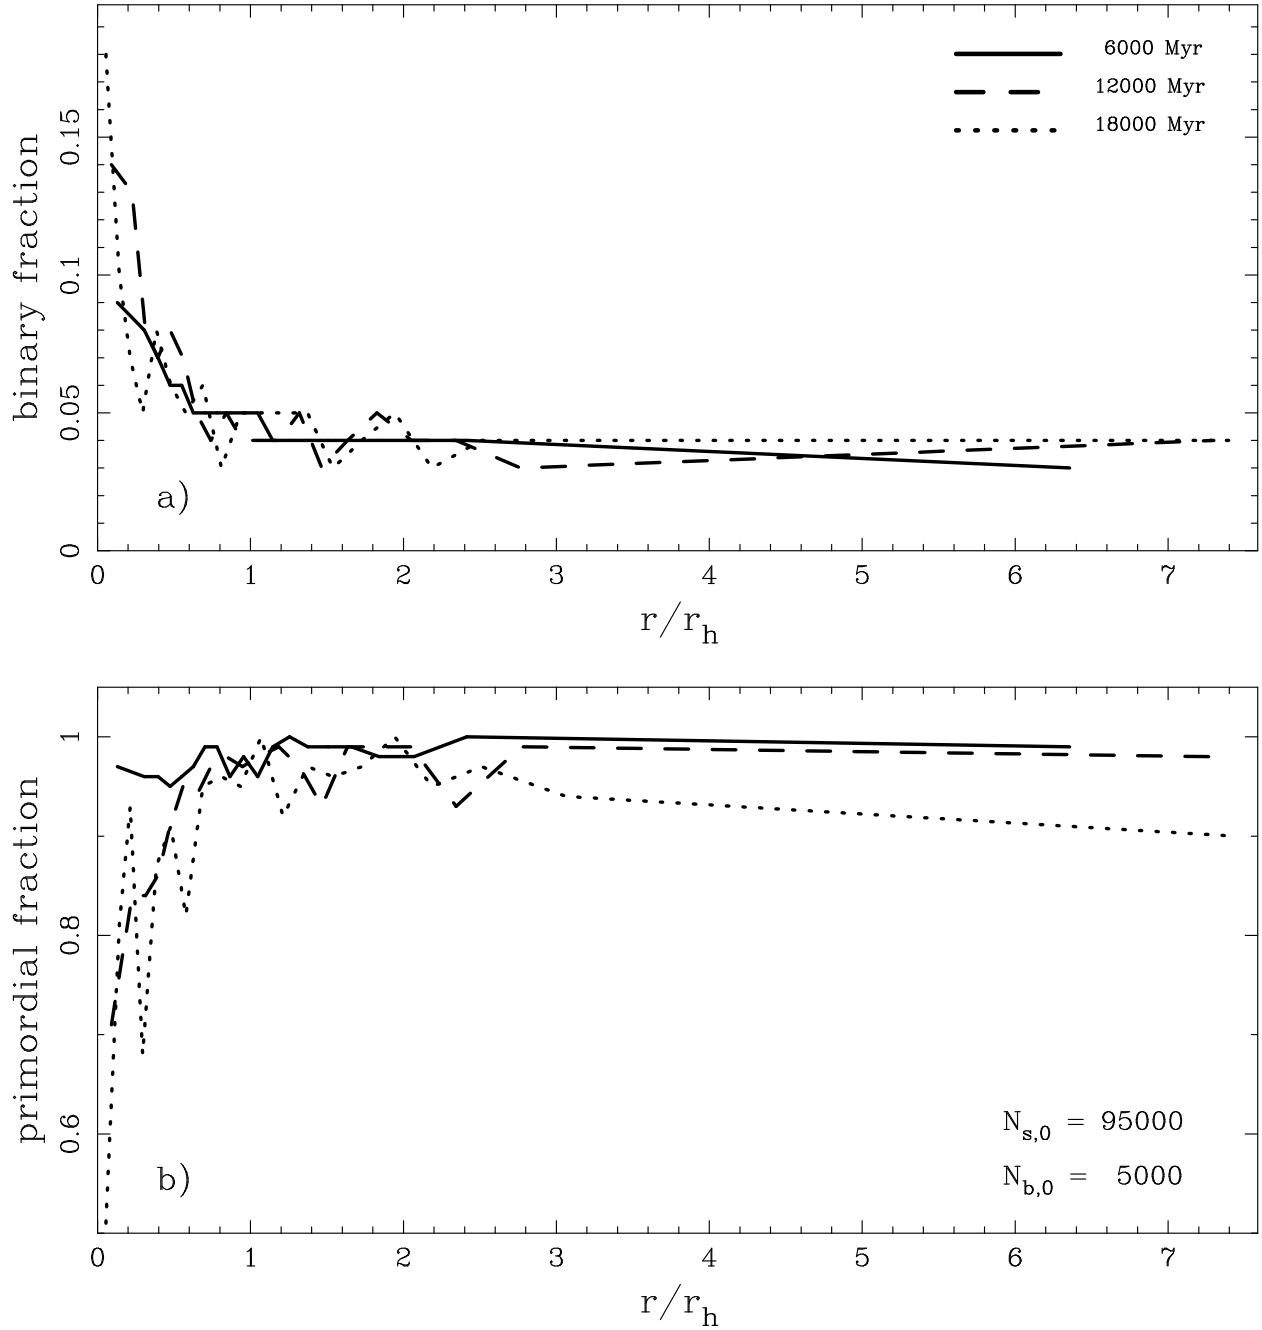 6000 Myr
12000 Myr
18000 Myr
binary fraction
0.15
0.1
0.05
0
a)
0 1 2 3 4 5 6 7
r/r_h
primordial fraction
1
0.8
0.6
N_s,0 = 95000
N_b,0 = 5000
b)
0 1 2 3 4 5 6 7
r/r_h